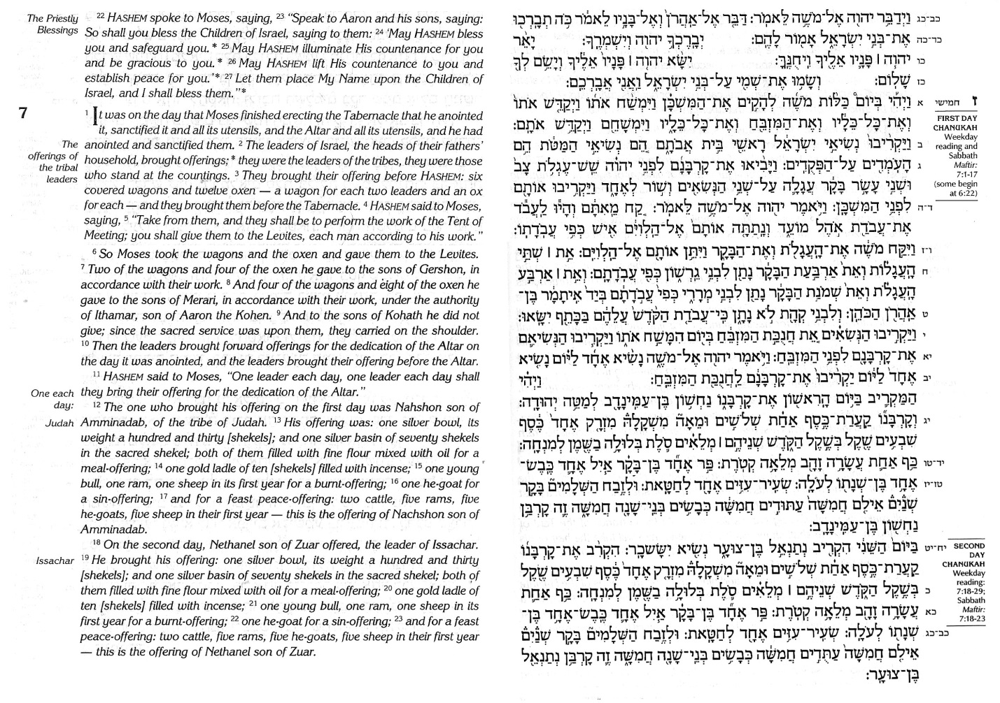 The Priestly
Blessings
22 HASHEM spoke to Moses, saying, 23 “Speak to Aaron and his sons, saying:
So shall you bless the Children of Israel, saying to them: 24 ‘May HASHEM bless
you and safeguard you.* 25 May HASHEM illuminate His countenance for you
and be gracious to you.* 26 May HASHEM lift His countenance to you and
establish peace for you.’* 27 Let them place My Name upon the Children of
Israel, and I shall bless them.”*
7
1 It was on the day that Moses finished erecting the Tabernacle that he anointed
it, sanctified it and all its utensils, and the Altar and all its utensils, and he had
anointed and sanctified them. 2 The leaders of Israel, the heads of their fathers’
The
offerings of
the tribal
leaders
household, brought offerings;* they were the leaders of the tribes, they were those
who stand at the countings. 3 They brought their offering before HASHEM: six
covered wagons and twelve oxen — a wagon for each two leaders and an ox
for each — and they brought them before the Tabernacle. 4 HASHEM said to Moses,
saying, 5 “Take from them, and they shall be to perform the work of the Tent of
Meeting; you shall give them to the Levites, each man according to his work.”
6 So Moses took the wagons and the oxen and gave them to the Levites.
7 Two of the wagons and four of the oxen he gave to the sons of Gershon, in
accordance with their work. 8 And four of the wagons and eight of the oxen he
gave to the sons of Merari, in accordance with their work, under the authority
of Ithamar, son of Aaron the Kohen. 9 And to the sons of Kohath he did not
give; since the sacred service was upon them, they carried on the shoulder.
10 Then the leaders brought forward offerings for the dedication of the Altar on
the day it was anointed, and the leaders brought their offering before the Altar.
11 HASHEM said to Moses, “One leader each day, one leader each day shall
they bring their offering for the dedication of the Altar.”
One each
day:
Judah
12 The one who brought his offering on the first day was Nahshon son of
Amminadab, of the tribe of Judah. 13 His offering was: one silver bowl, its
weight a hundred and thirty [shekels]; and one silver basin of seventy shekels
in the sacred shekel; both of them filled with fine flour mixed with oil for a
meal-offering; 14 one gold ladle of ten [shekels] filled with incense; 15 one young
bull, one ram, one sheep in its first year for a burnt-offering; 16 one he-goat for
a sin-offering; 17 and for a feast peace-offering: two cattle, five rams, five
he-goats, five sheep in their first year — this is the offering of Nachshon son of
Amminadab.
18 On the second day, Nethanel son of Zuar offered, the leader of Issachar.
Issachar
19 He brought his offering: one silver bowl, its weight a hundred and thirty
[shekels]; and one silver basin of seventy shekels in the sacred shekel; both of
them filled with fine flour mixed with oil for a meal-offering; 20 one gold ladle of
ten [shekels] filled with incense; 21 one young bull, one ram, one sheep in its
first year for a burnt-offering; 22 one he-goat for a sin-offering; 23 and for a feast
peace-offering: two cattle, five rams, five he-goats, five sheep in their first year
— this is the offering of Nethanel son of Zuar.
כב־כג וַיְדַבֵּר יהוה אֶל־מֹשֶׁה לֵּאמֹר: דַּבֵּר אֶל־אַהֲרֹן וְאֶל־בָּנָיו לֵאמֹר כֹּה תְבָרְכוּ
כד־כה אֶת־בְּנֵי יִשְׂרָאֵל אָמוֹר לָהֶם: יְבָרֶכְךָ יהוה וְיִשְׁמְרֶךָ: יָאֵר
כו יהוה ׀ פָּנָיו אֵלֶיךָ וִיחֻנֶּךָּ: יִשָּׂא יהוה ׀ פָּנָיו אֵלֶיךָ וְיָשֵׂם לְךָ
כז שָׁלוֹם: וְשָׂמוּ אֶת־שְׁמִי עַל־בְּנֵי יִשְׂרָאֵל וַאֲנִי אֲבָרְכֵם:
ז חמישי א וַיְהִי בְּיוֹם כַּלּוֹת מֹשֶׁה לְהָקִים אֶת־הַמִּשְׁכָּן וַיִּמְשַׁח אֹתוֹ וַיְקַדֵּשׁ אֹתוֹ
וְאֶת־כָּל־כֵּלָיו וְאֶת־הַמִּזְבֵּחַ וְאֶת־כָּל־כֵּלָיו וַיִּמְשָׁחֵם וַיְקַדֵּשׁ אֹתָם:
ב וַיַּקְרִיבוּ נְשִׂיאֵי יִשְׂרָאֵל רָאשֵׁי בֵּית אֲבֹתָם הֵם נְשִׂיאֵי הַמַּטֹּת הֵם
ג הָעֹמְדִים עַל־הַפְּקֻדִים: וַיָּבִיאוּ אֶת־קָרְבָּנָם לִפְנֵי יהוה שֵׁשׁ־עֶגְלֹת צָב
וּשְׁנֵי עָשָׂר בָּקָר עֲגָלָה עַל־שְׁנֵי הַנְּשִׂאִים וְשׁוֹר לְאֶחָד וַיַּקְרִיבוּ אוֹתָם
ד־ה לִפְנֵי הַמִּשְׁכָּן: וַיֹּאמֶר יהוה אֶל־מֹשֶׁה לֵּאמֹר: קַח מֵאִתָּם וְהָיוּ לַעֲבֹד
אֶת־עֲבֹדַת אֹהֶל מוֹעֵד וְנָתַתָּה אוֹתָם אֶל־הַלְוִיִּם אִישׁ כְּפִי עֲבֹדָתוֹ:
ו־ז וַיִּקַּח מֹשֶׁה אֶת־הָעֲגָלֹת וְאֶת־הַבָּקָר וַיִּתֵּן אוֹתָם אֶל־הַלְוִיִּם: אֵת ׀ שְׁתֵּי
ח הָעֲגָלוֹת וְאֵת אַרְבַּעַת הַבָּקָר נָתַן לִבְנֵי גֵרְשׁוֹן כְּפִי עֲבֹדָתָם: וְאֵת ׀ אַרְבַּע
הָעֲגָלֹת וְאֵת שְׁמֹנַת הַבָּקָר נָתַן לִבְנֵי מְרָרִי כְּפִי עֲבֹדָתָם בְּיַד אִיתָמָר בֶּן־
ט אַהֲרֹן הַכֹּהֵן: וְלִבְנֵי קְהָת לֹא נָתָן כִּי־עֲבֹדַת הַקֹּדֶשׁ עֲלֵהֶם בַּכָּתֵף יִשָּׂאוּ:
י וַיַּקְרִיבוּ הַנְּשִׂאִים אֵת חֲנֻכַּת הַמִּזְבֵּחַ בְּיוֹם הִמָּשַׁח אֹתוֹ וַיַּקְרִיבוּ הַנְּשִׂיאִם
יא אֶת־קָרְבָּנָם לִפְנֵי הַמִּזְבֵּחַ: וַיֹּאמֶר יהוה אֶל־מֹשֶׁה נָשִׂיא אֶחָד לַיּוֹם נָשִׂיא
יב אֶחָד לַיּוֹם יַקְרִיבוּ אֶת־קָרְבָּנָם לַחֲנֻכַּת הַמִּזְבֵּחַ: וַיְהִי
הַמַּקְרִיב בַּיּוֹם הָרִאשׁוֹן אֶת־קָרְבָּנוֹ נַחְשׁוֹן בֶּן־עַמִּינָדָב לְמַטֵּה יְהוּדָה:
יג וְקָרְבָּנוֹ קַעֲרַת־כֶּסֶף אַחַת שְׁלֹשִׁים וּמֵאָה מִשְׁקָלָהּ מִזְרָק אֶחָד כֶּסֶף
שִׁבְעִים שֶׁקֶל בְּשֶׁקֶל הַקֹּדֶשׁ שְׁנֵיהֶם ׀ מְלֵאִים סֹלֶת בְּלוּלָה בַשֶּׁמֶן לְמִנְחָה:
יד־טו כַּף אַחַת עֲשָׂרָה זָהָב מְלֵאָה קְטֹרֶת: פַּר אֶחָד בֶּן־בָּקָר אַיִל אֶחָד כֶּבֶשׂ־
טז־יז אֶחָד בֶּן־שְׁנָתוֹ לְעֹלָה: שְׂעִיר־עִזִּים אֶחָד לְחַטָּאת: וּלְזֶבַח הַשְּׁלָמִים בָּקָר
שְׁנַיִם אֵילִם חֲמִשָּׁה עַתּוּדִים חֲמִשָּׁה כְּבָשִׂים בְּנֵי־שָׁנָה חֲמִשָּׁה זֶה קָרְבַּן
נַחְשׁוֹן בֶּן־עַמִּינָדָב:
יח־יט בַּיּוֹם הַשֵּׁנִי הִקְרִיב נְתַנְאֵל בֶּן־צוּעָר נְשִׂיא יִשָּׂשכָר: הִקְרִב אֶת־קָרְבָּנוֹ
קַעֲרַת־כֶּסֶף אַחַת שְׁלֹשִׁים וּמֵאָה מִשְׁקָלָהּ מִזְרָק אֶחָד כֶּסֶף שִׁבְעִים שֶׁקֶל
כ בְּשֶׁקֶל הַקֹּדֶשׁ שְׁנֵיהֶם ׀ מְלֵאִים סֹלֶת בְּלוּלָה בַשֶּׁמֶן לְמִנְחָה: כַּף אַחַת
כא עֲשָׂרָה זָהָב מְלֵאָה קְטֹרֶת: פַּר אֶחָד בֶּן־בָּקָר אַיִל אֶחָד כֶּבֶשׂ־אֶחָד בֶּן־
כב־כג שְׁנָתוֹ לְעֹלָה: שְׂעִיר־עִזִּים אֶחָד לְחַטָּאת: וּלְזֶבַח הַשְּׁלָמִים בָּקָר שְׁנַיִם
אֵילִם חֲמִשָּׁה עַתֻּדִים חֲמִשָּׁה כְּבָשִׂים בְּנֵי־שָׁנָה חֲמִשָּׁה זֶה קָרְבַּן נְתַנְאֵל
בֶּן־צוּעָר:
FIRST DAY
CHANUKAH
Weekday
reading and
Sabbath
Maftir:
7:1-17
(some begin
at 6:22)
SECOND
DAY
CHANUKAH
Weekday
reading:
7:18-29;
Sabbath
Maftir:
7:18-23